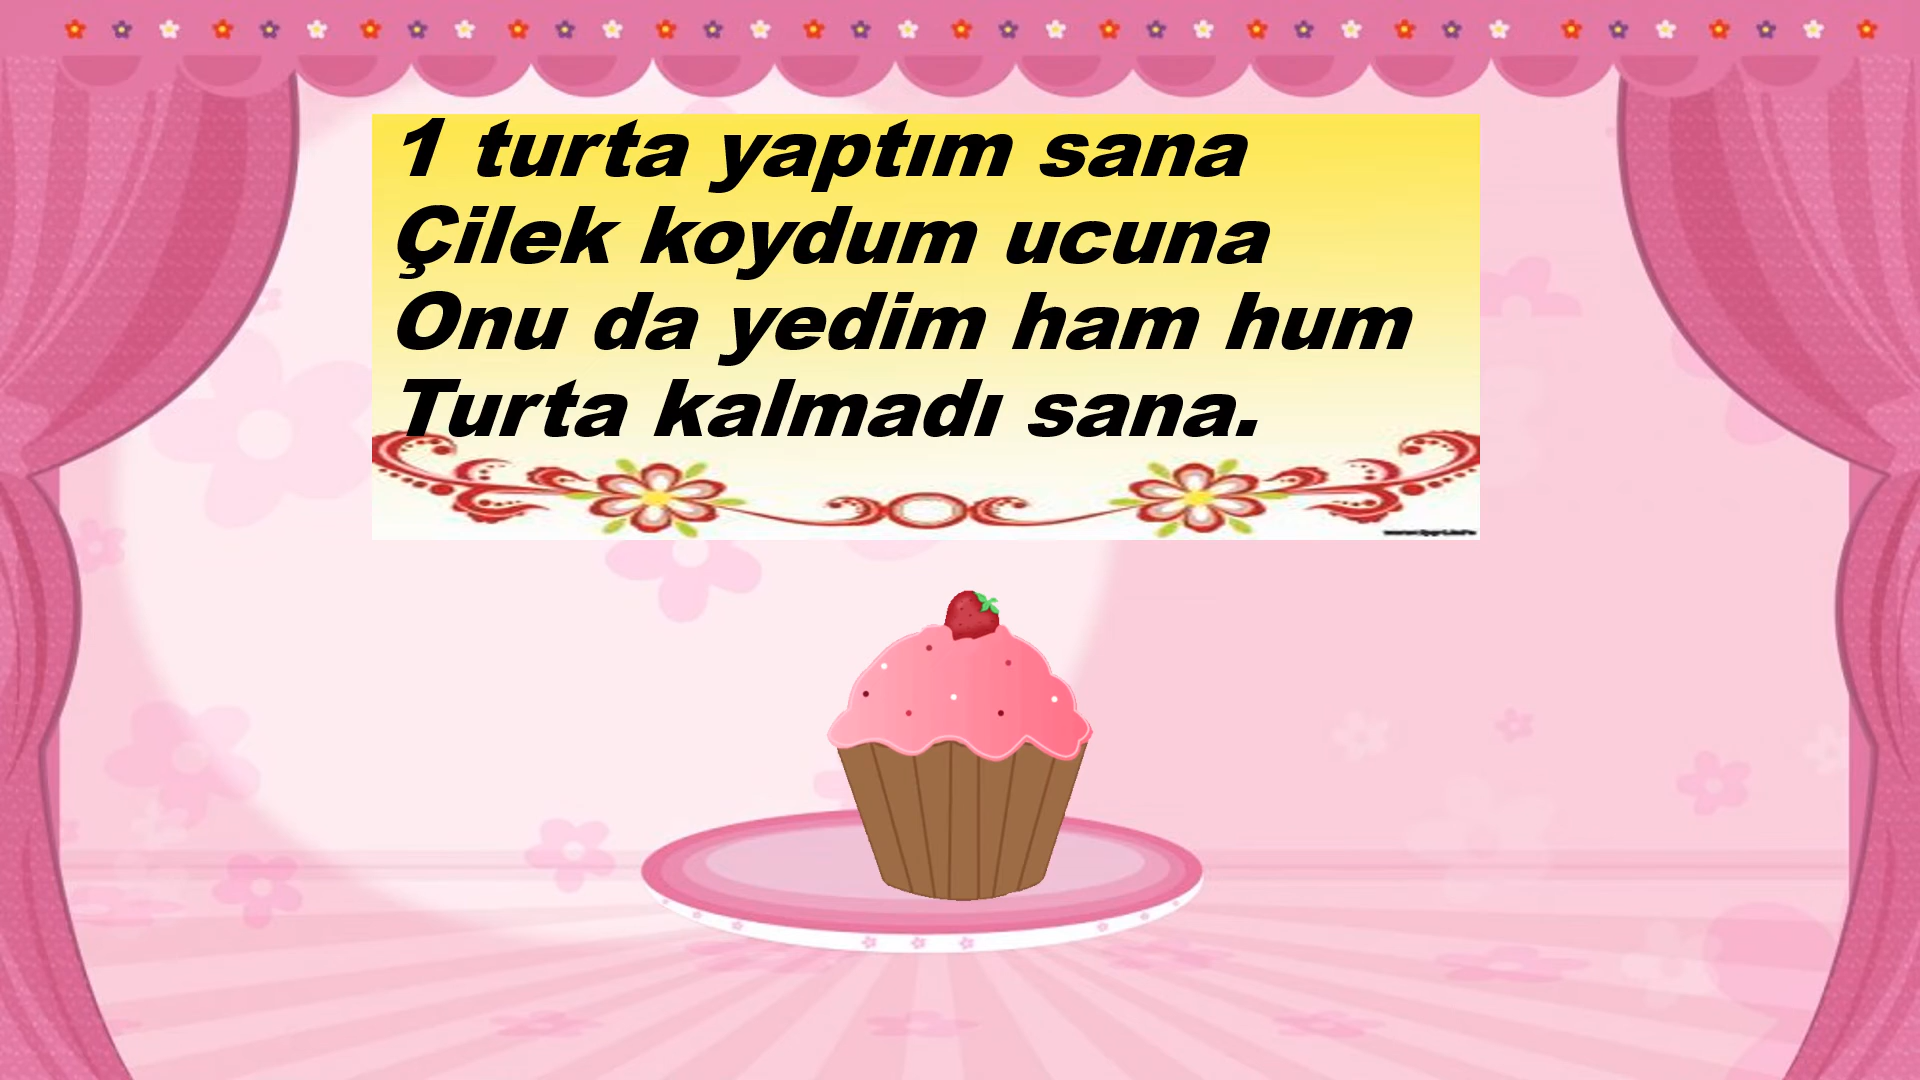 1 turta yaptım sana
Çilek koydum ucuna
Onu da yedim ham hum
Turta kalmadı sana.